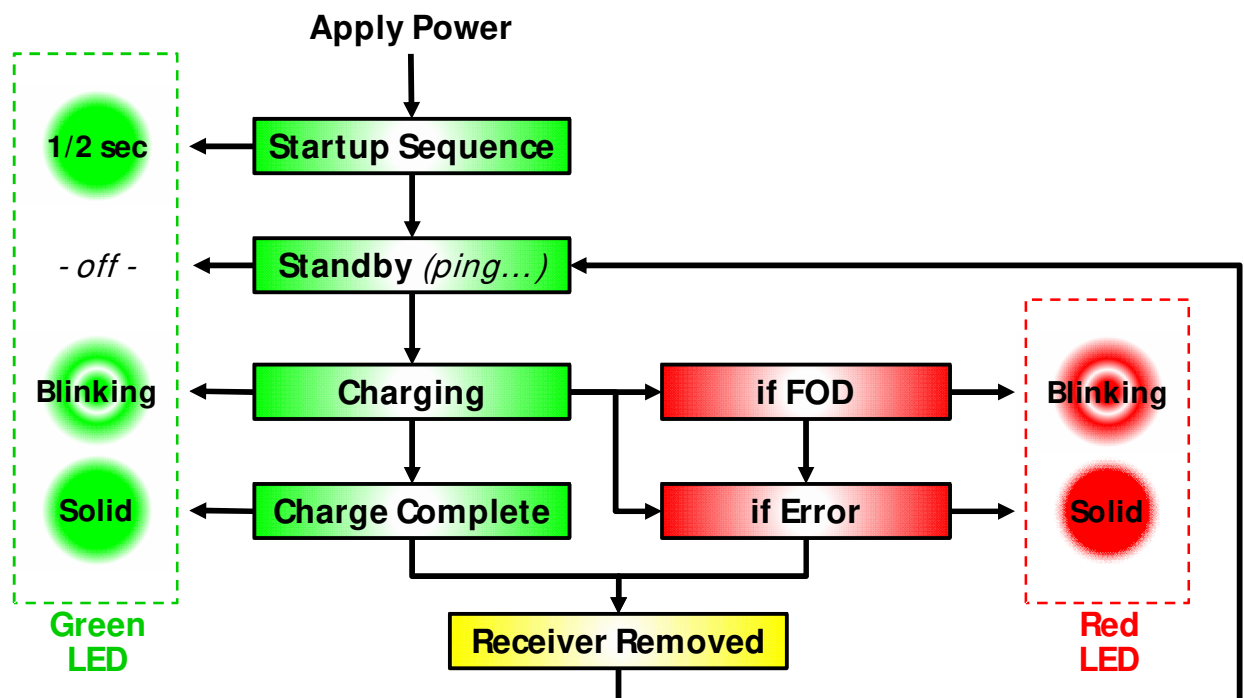 Apply Power
1/2 sec
Startup Sequence
- off -
Standby (ping...)
Blinking
Charging
if FOD
Blinking
Solid
Charge Complete
if Error
Solid
Green
LED
Receiver Removed
Red
LED